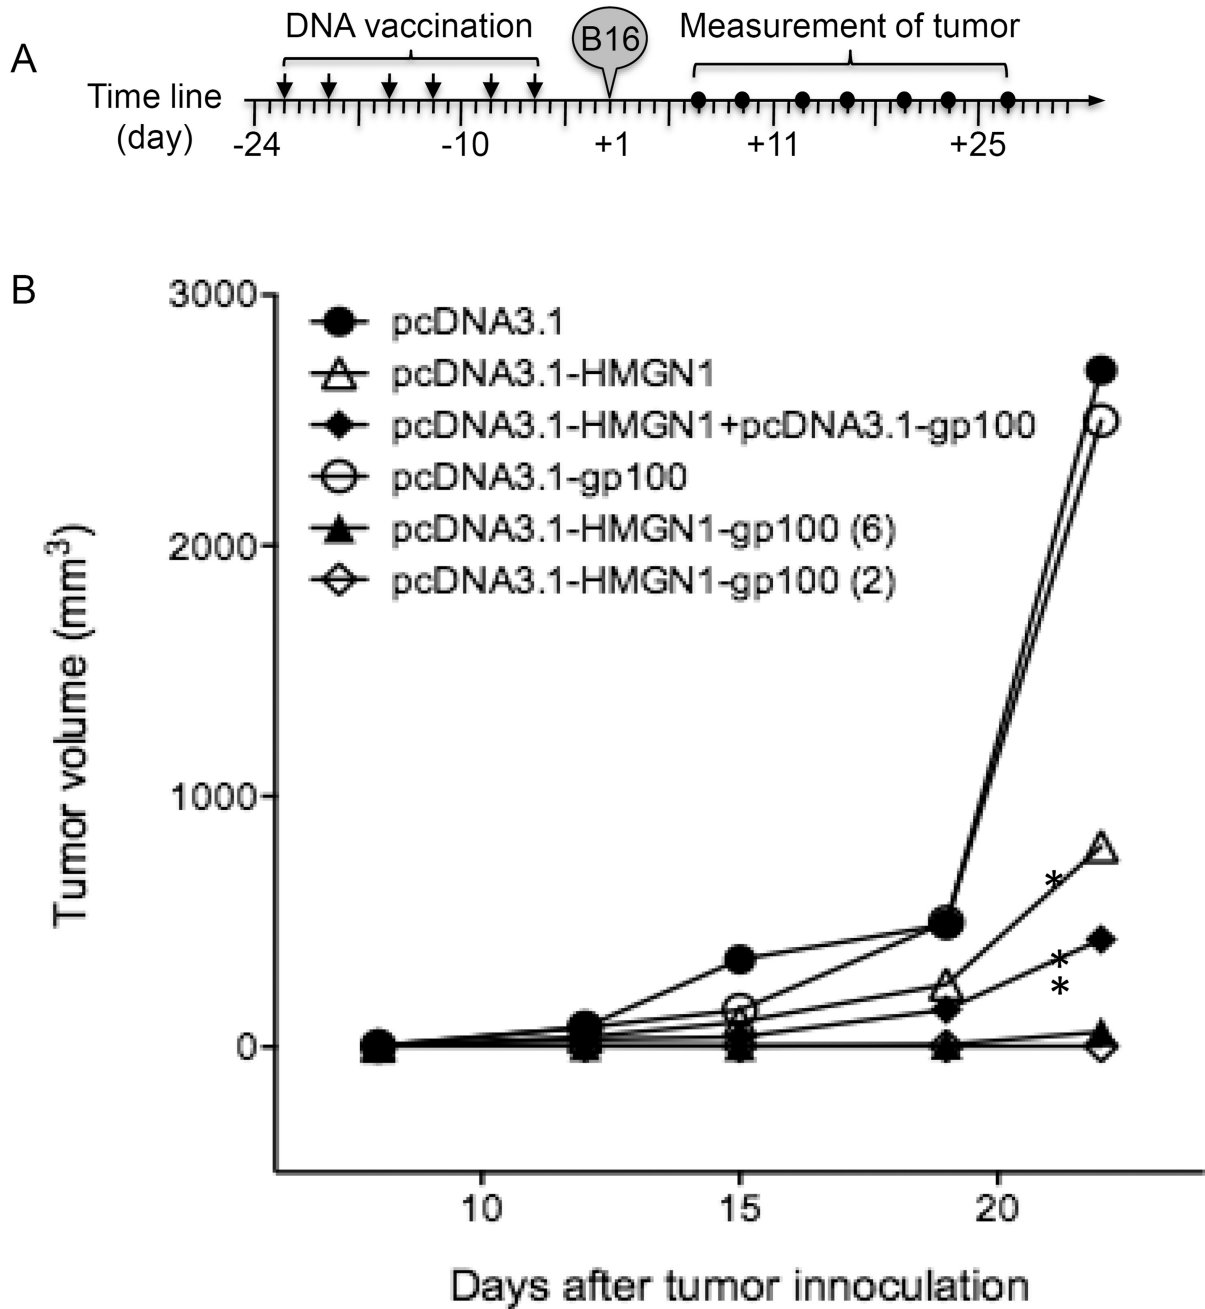 A
DNA vaccination
B16
Measurement of tumor
Time line
(day)
-24
-10
+1
+11
+25
B
3000
2000
1000
0
Tumor volume (mm³)
pcDNA3.1
pcDNA3.1-HMGN1
pcDNA3.1-HMGN1+pcDNA3.1-gp100
pcDNA3.1-gp100
pcDNA3.1-HMGN1-gp100 (6)
pcDNA3.1-HMGN1-gp100 (2)
*
*
*
10
15
20
Days after tumor innoculation